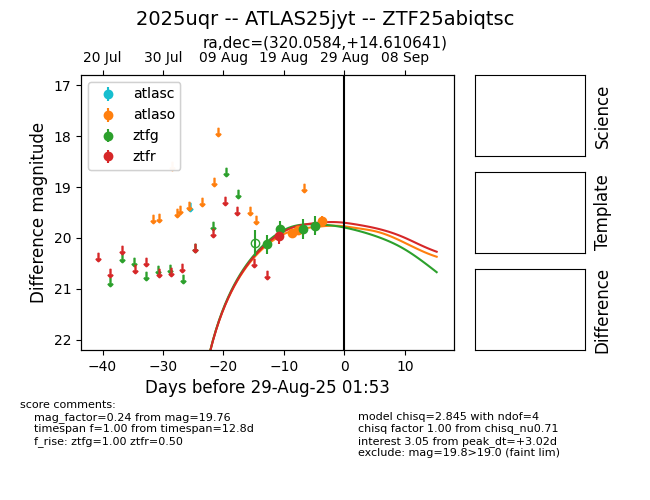 2025uqr -- ATLAS25jyt -- ZTF25abiqtsc
ra,dec=(320.0584,+14.610641)
20 Jul 30 Jul 09 Aug 19 Aug 29 Aug 08 Sep
17
18
19
20
21
22
Difference magnitude
atlasc
atlaso
ztfg
ztfr
−40 −30 −20 −10 0 10
Days before 29-Aug-25 01:53
Science
Template
Difference
score comments:
mag_factor=0.24 from mag=19.76
timespan f=1.00 from timespan=12.8d
f_rise: ztfg=1.00 ztfr=0.50
model chisq=2.845 with ndof=4
chisq factor 1.00 from chisq_nu0.71
interest 3.05 from peak_dt=+3.02d
exclude: mag=19.8>19.0 (faint lim)